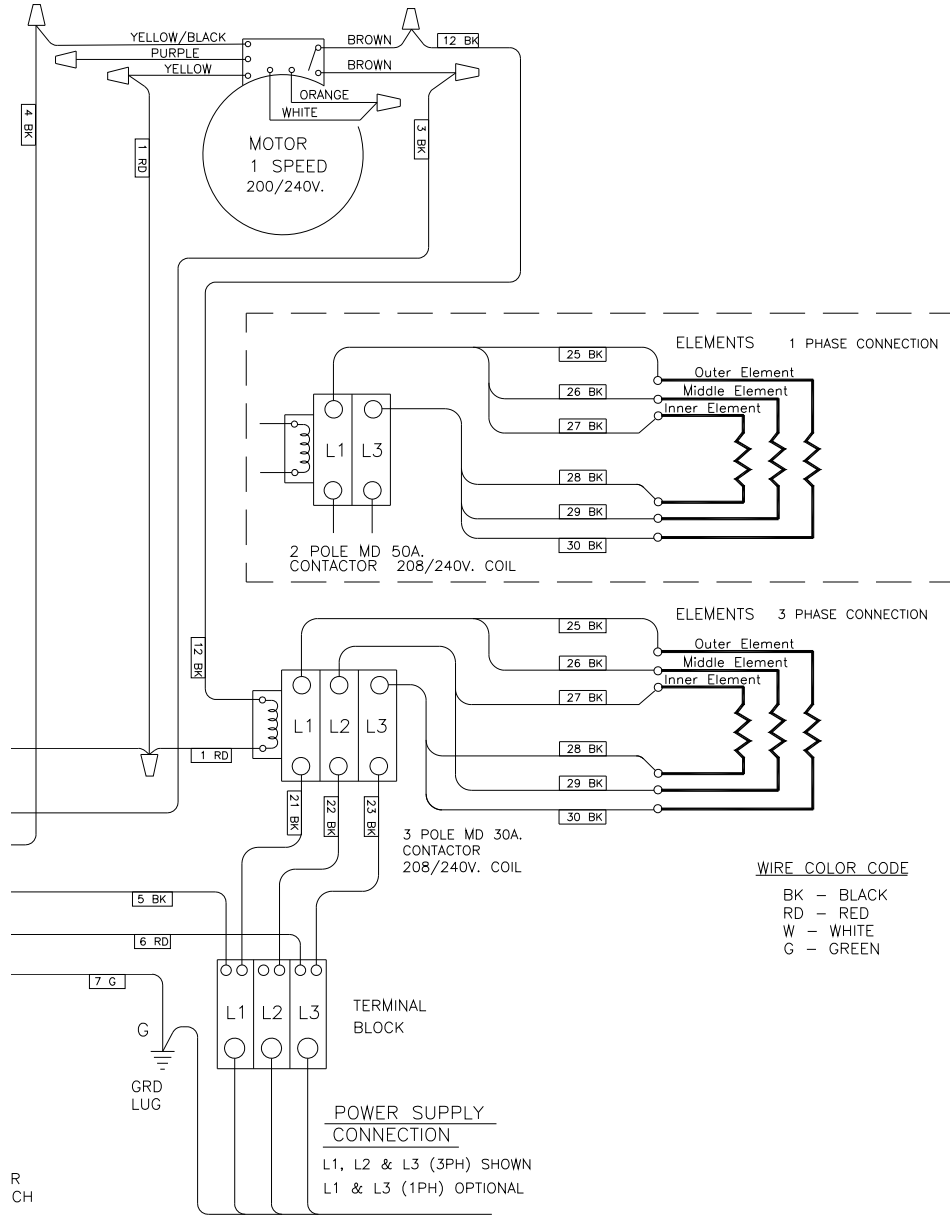 YELLOW/BLACK
BROWN
12 BK
PURPLE
YELLOW
BROWN
ORANGE
WHITE
4 BK
1 RD
3 BK
MOTOR
1 SPEED
200/240V.
ELEMENTS 1 PHASE CONNECTION
25 BK
Outer Element
26 BK
Middle Element
27 BK
Inner Element
L1 L3
28 BK
29 BK
30 BK
2 POLE MD 50A.
CONTACTOR 208/240V. COIL
ELEMENTS 3 PHASE CONNECTION
25 BK
Outer Element
12 BK
26 BK
Middle Element
27 BK
Inner Element
L1 L2 L3
1 RD
28 BK
29 BK
30 BK
21 BK
22 BK
23 BK
3 POLE MD 30A.
CONTACTOR
208/240V. COIL
WIRE COLOR CODE
BK - BLACK
RD - RED
W - WHITE
G - GREEN
5 BK
6 RD
7 G
L1 L2 L3
TERMINAL
BLOCK
G
GRD
LUG
POWER SUPPLY
CONNECTION
L1, L2 & L3 (3PH) SHOWN
L1 & L3 (1PH) OPTIONAL
R
CH